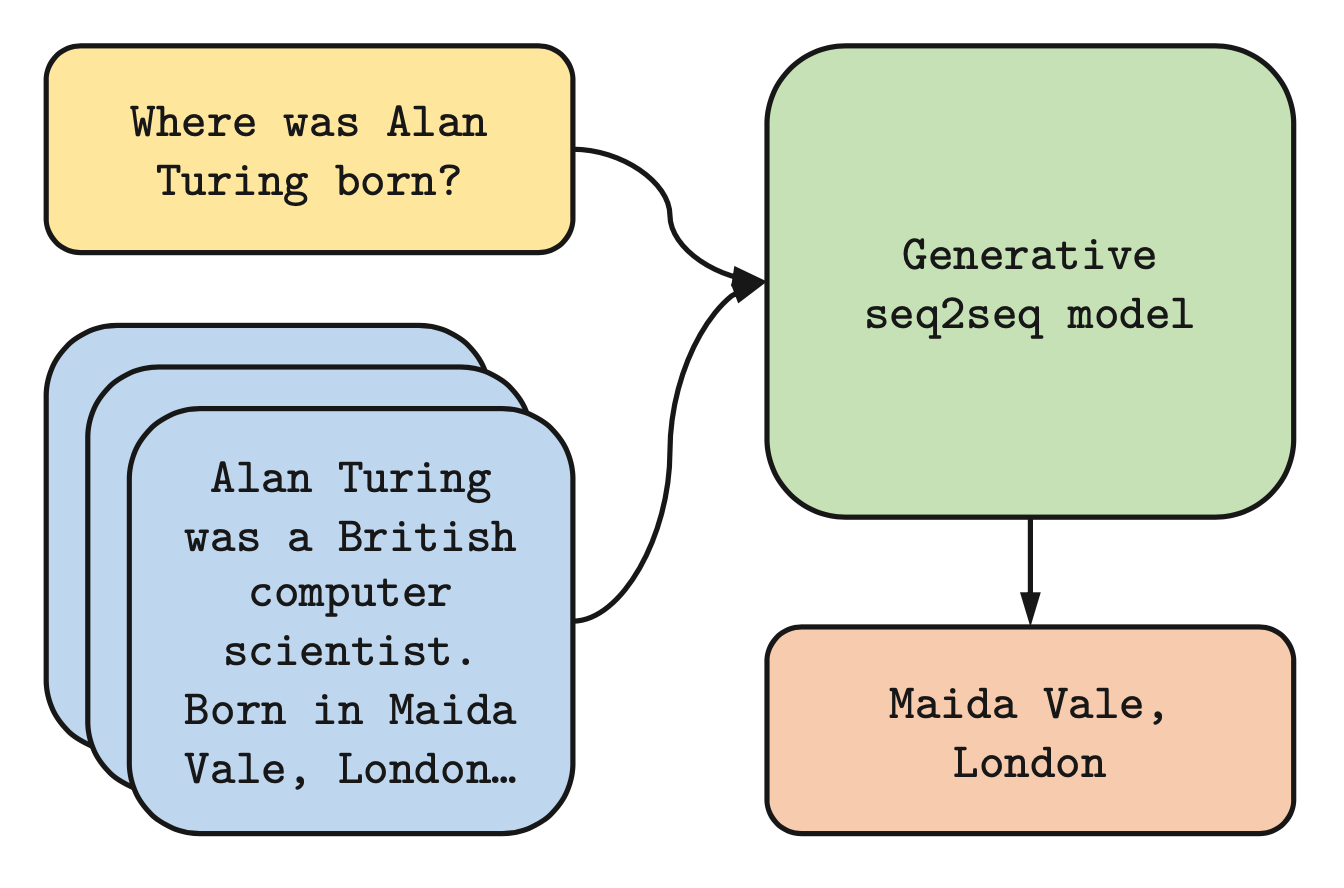 Where was Alan
Turing born?
Generative
seq2seq model
Alan Turing
was a British
computer
scientist.
Born in Maida
Vale, London…
Maida Vale,
London